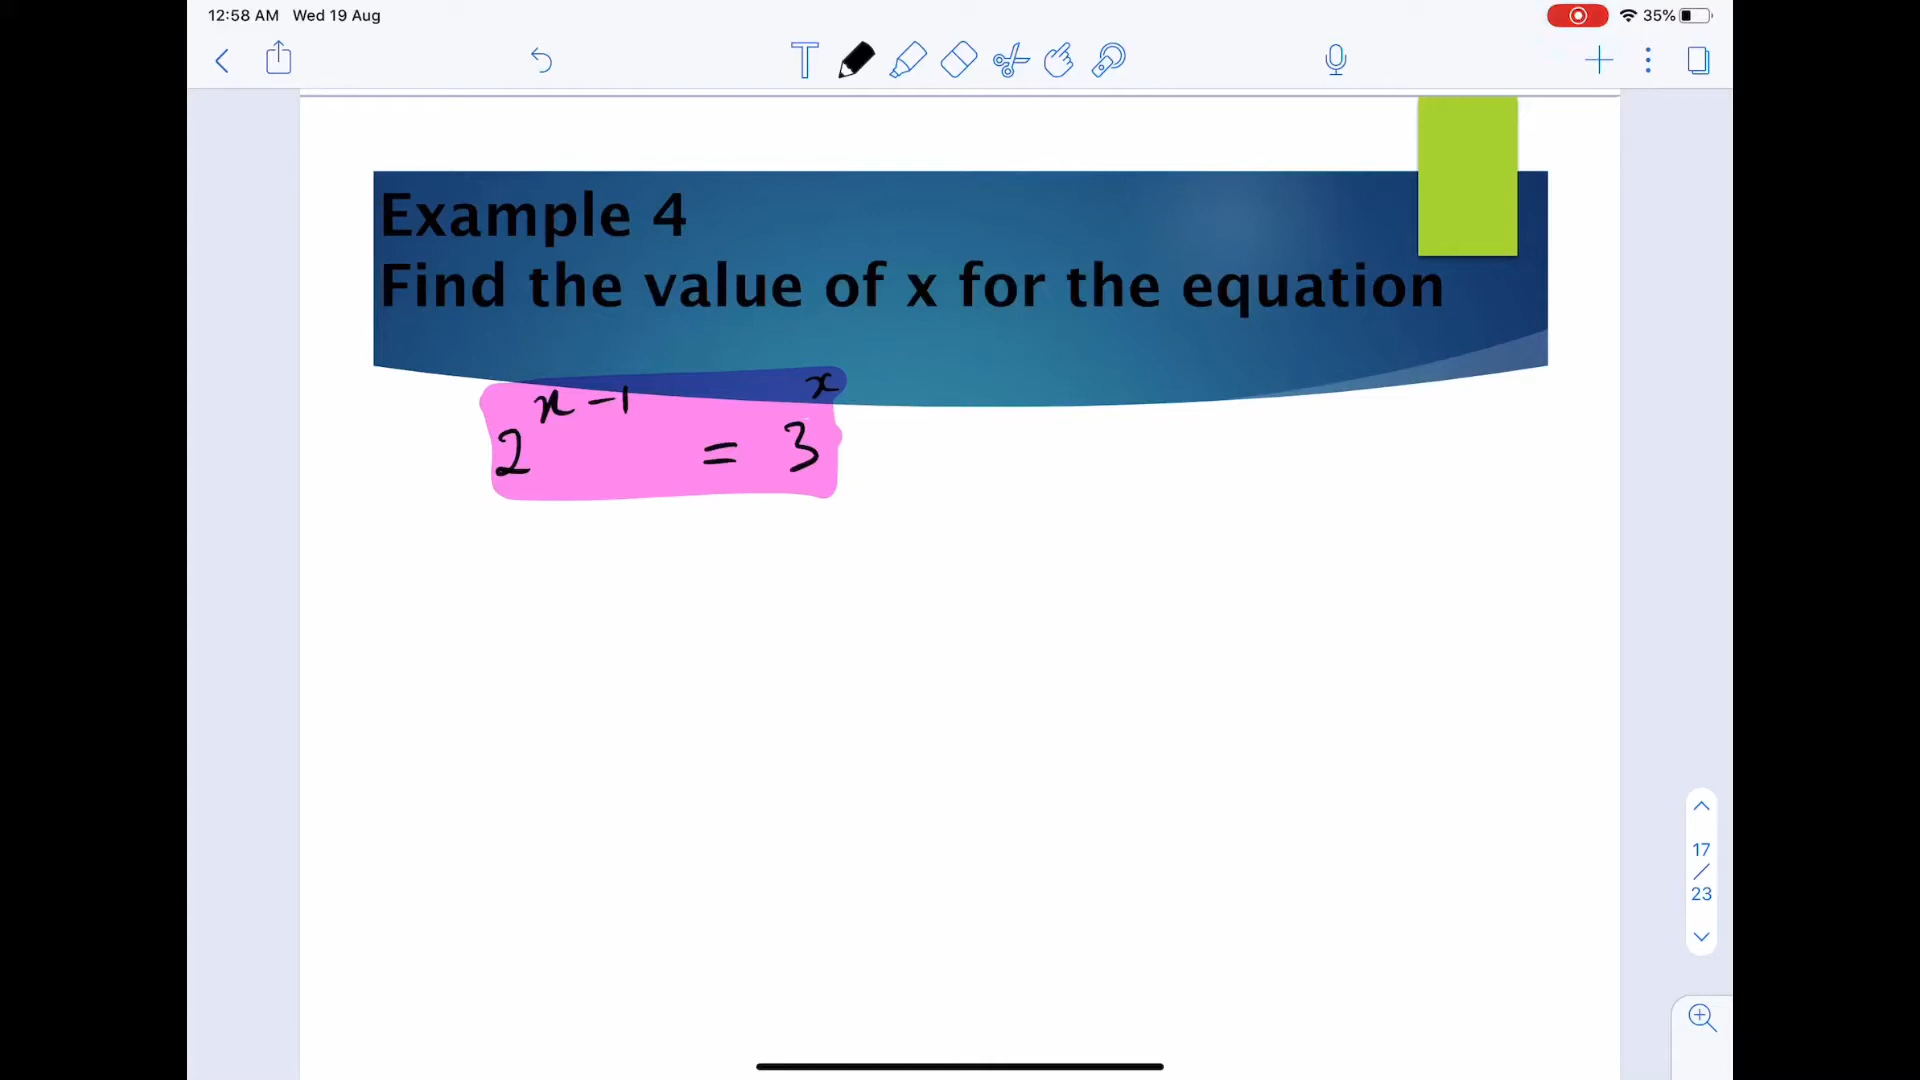 12:58 AM Wed 19 Aug
35%
Example 4
Find the value of x for the equation
2^{x-1} = 3^{x}
17
/
23